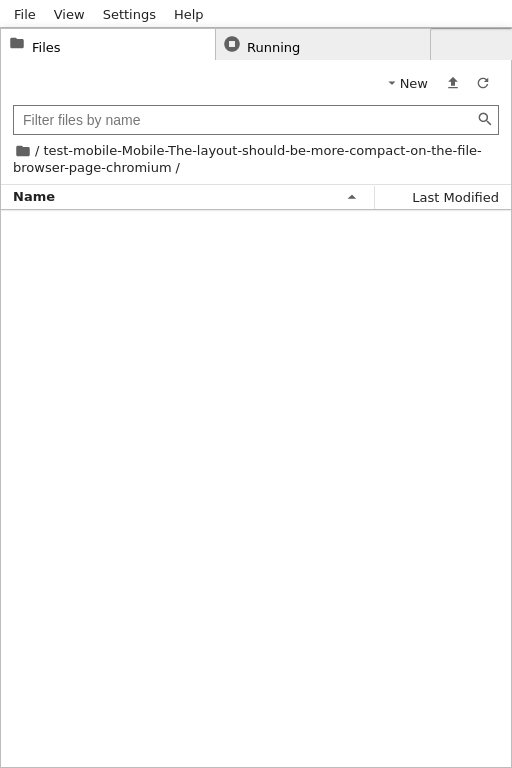 File View Settings Help
Files Running
New
Filter files by name
/ test-mobile-Mobile-The-layout-should-be-more-compact-on-the-file-
browser-page-chromium /
Name Last Modified